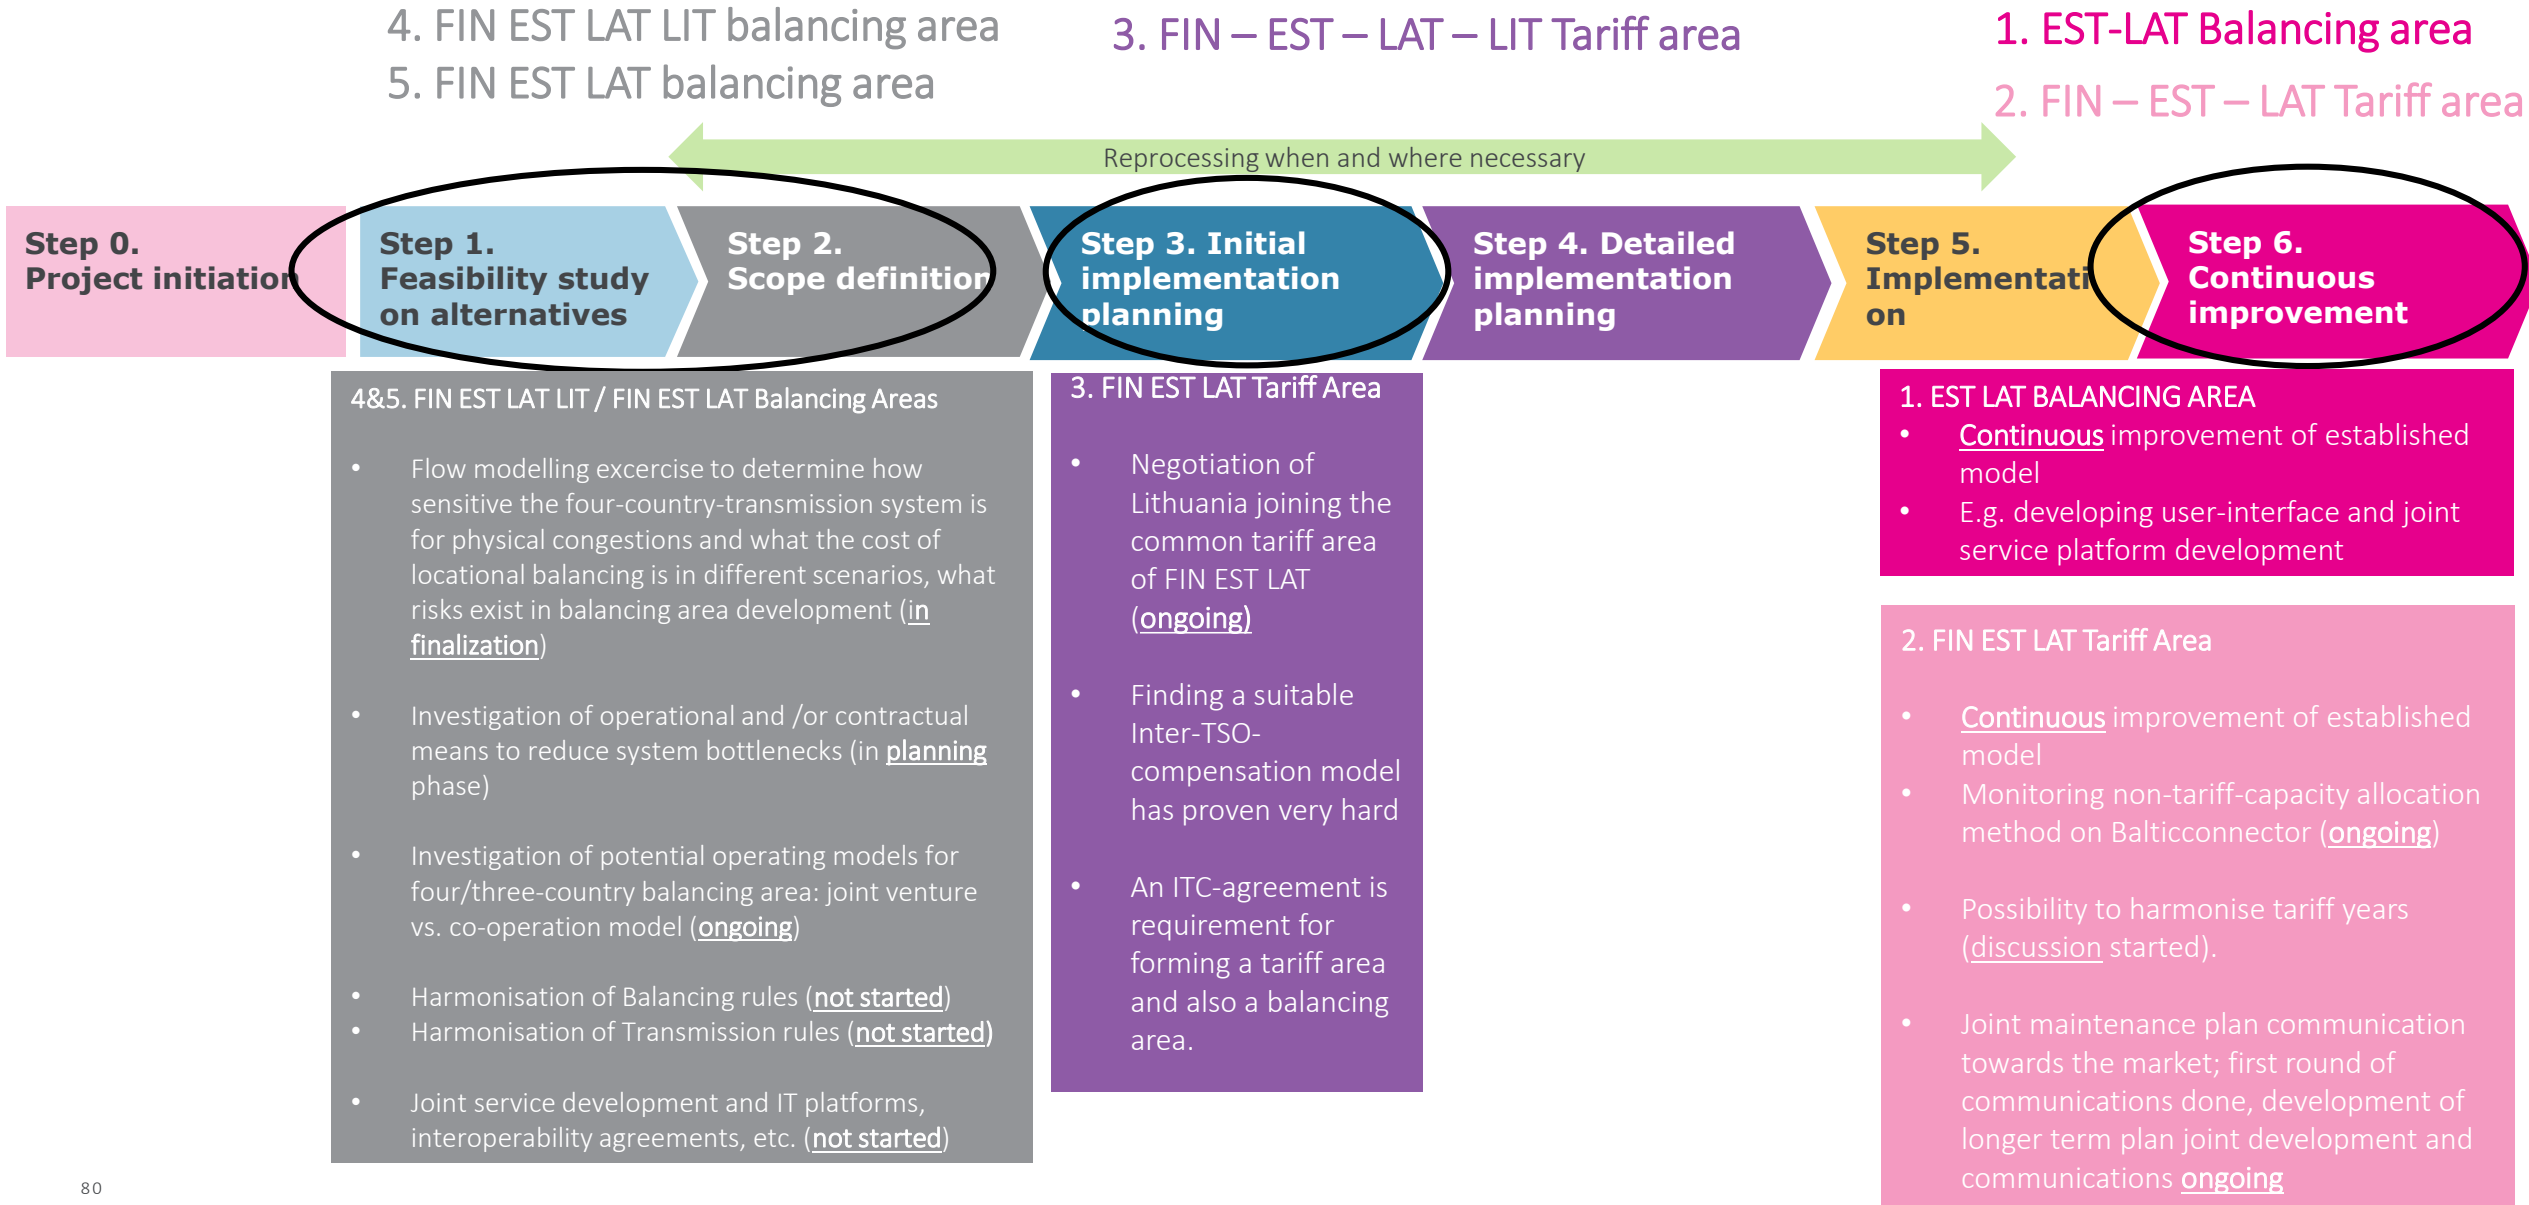 4. FIN EST LAT LIT balancing area
5. FIN EST LAT balancing area
3. FIN – EST – LAT – LIT Tariff area
1. EST-LAT Balancing area
2. FIN – EST – LAT Tariff area
Reprocessing when and where necessary
Step 0.
Project initiation
Step 1.
Feasibility study
on alternatives
Step 2.
Scope definition
Step 3. Initial
implementation
planning
Step 4. Detailed
implementation
planning
Step 5.
Implementati
on
Step 6.
Continuous
improvement
4&5. FIN EST LAT LIT / FIN EST LAT Balancing Areas
• Flow modelling excercise to determine how
sensitive the four-country-transmission system is
for physical congestions and what the cost of
locational balancing is in different scenarios, what
risks exist in balancing area development (in
finalization)
• Investigation of operational and /or contractual
means to reduce system bottlenecks (in planning
phase)
• Investigation of potential operating models for
four/three-country balancing area: joint venture
vs. co-operation model (ongoing)
• Harmonisation of Balancing rules (not started)
• Harmonisation of Transmission rules (not started)
• Joint service development and IT platforms,
interoperability agreements, etc. (not started)
3. FIN EST LAT Tariff Area
• Negotiation of
Lithuania joining the
common tariff area
of FIN EST LAT
(ongoing)
• Finding a suitable
Inter-TSO-
compensation model
has proven very hard
• An ITC-agreement is
requirement for
forming a tariff area
and also a balancing
area.
1. EST LAT BALANCING AREA
• Continuous improvement of established
model
• E.g. developing user-interface and joint
service platform development
2. FIN EST LAT Tariff Area
• Continuous improvement of established
model
• Monitoring non-tariff-capacity allocation
method on Balticconnector (ongoing)
• Possibility to harmonise tariff years
(discussion started).
• Joint maintenance plan communication
towards the market; first round of
communications done, development of
longer term plan joint development and
communications ongoing
80